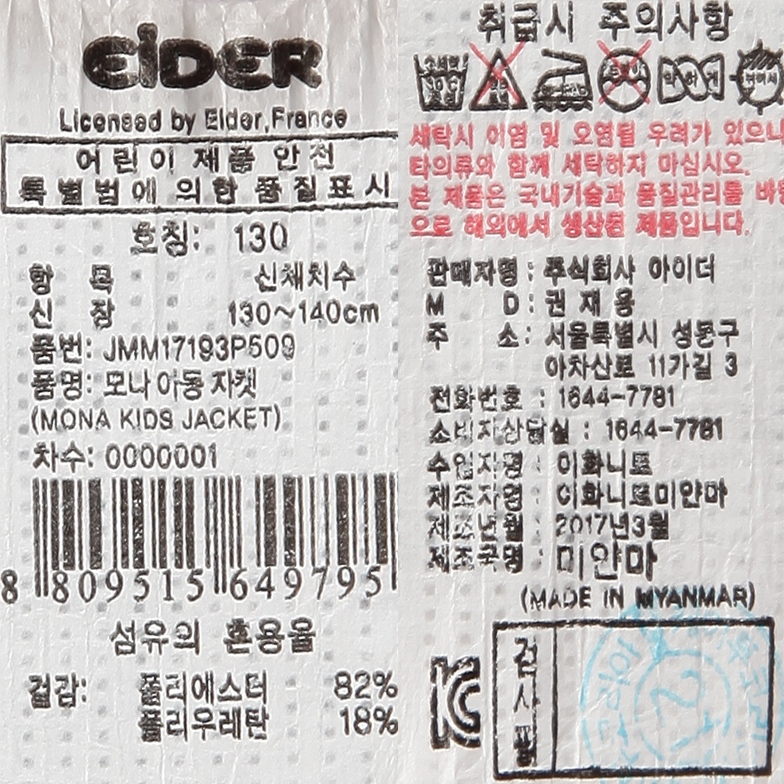 eiDER
Licensed by Eider,France
어린이 제품 안전
특별법에 의한 품질표시
호칭: 130
항 목 신체치수
신 장 130~140cm
품번: JMM17193P509
품명: 모나 아동 자켓
(MONA KIDS JACKET)
차수: 0000001
8 809515 649795
섬유의 혼용율
겉감: 폴리에스터 82%
폴리우레탄 18%
취급시 주의사항
세탁시 이염 및 오염될 우려가 있으니
타의류와 함께 세탁하지 마십시오.
본 제품은 국내기술과 품질관리를 바탕
으로 해외에서 생산된 제품입니다.
판매자명 : 주식회사 아이더
M D : 권 재 용
주 소 : 서울특별시 성동구
아차산로 11가길 3
전화번호 : 1644-7781
소비자상담실 : 1644-7781
수입자명 : 이화니트
제조자명 : 이화니트미얀마
제조년월 : 2017년3월
제조국명 : 미얀마
(MADE IN MYANMAR)
검사필